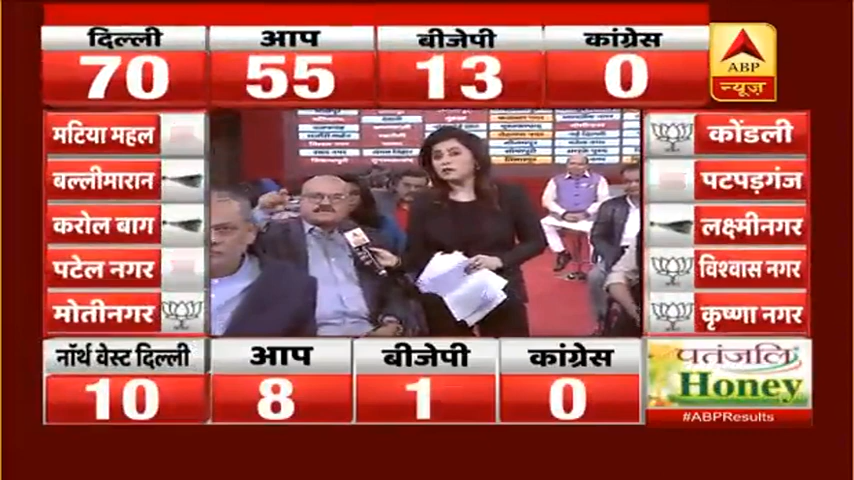 दिल्ली
आप
बीजेपी
कांग्रेस
70
55
13
0
ABP
न्यूज़
मटिया महल
बल्लीमारान
करोल बाग
पटेल नगर
मोतीनगर
कोंडली
पटपड़गंज
लक्ष्मीनगर
विश्वास नगर
कृष्णा नगर
नॉर्थ वेस्ट दिल्ली
आप
बीजेपी
कांग्रेस
10
8
1
0
पतंजलि
Honey
#ABPResults